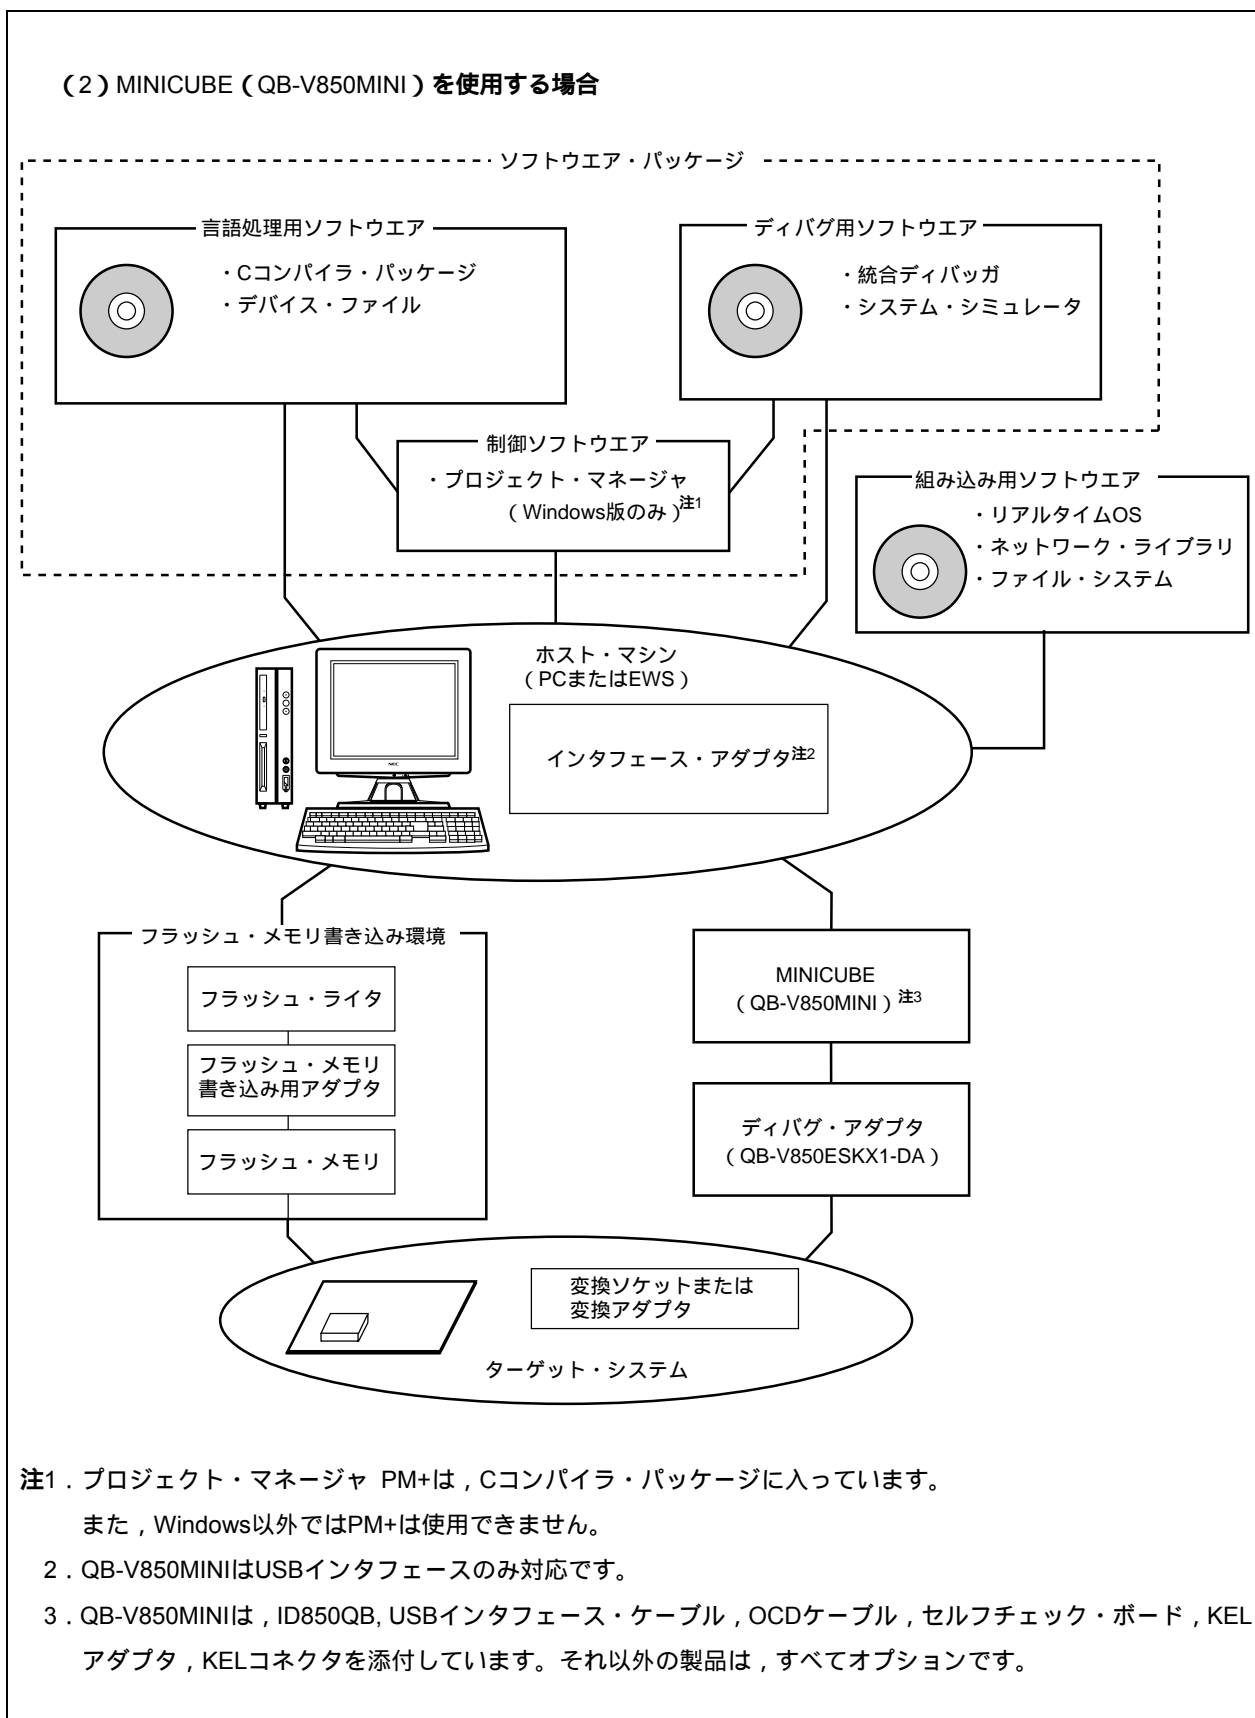 （2）MINICUBE（QB-V850MINI）を使用する場合
ソフトウエア・パッケージ
言語処理用ソフトウエア
・Cコンパイラ・パッケージ
・デバイス・ファイル
ディバグ用ソフトウエア
・統合ディバッガ
・システム・シミュレータ
制御ソフトウエア
・プロジェクト・マネージャ
（Windows版のみ）注1
組み込み用ソフトウエア
・リアルタイムOS
・ネットワーク・ライブラリ
・ファイル・システム
ホスト・マシン
（PCまたはEWS）
インタフェース・アダプタ注2
NEC
フラッシュ・メモリ書き込み環境
フラッシュ・ライタ
フラッシュ・メモリ
書き込み用アダプタ
フラッシュ・メモリ
MINICUBE
（QB-V850MINI）注3
ディバグ・アダプタ
（QB-V850ESKX1-DA）
変換ソケットまたは
変換アダプタ
ターゲット・システム
注1．プロジェクト・マネージャ PM+は，Cコンパイラ・パッケージに入っています。
また，Windows以外ではPM+は使用できません。
2．QB-V850MINIはUSBインタフェースのみ対応です。
3．QB-V850MINIは，ID850QB, USBインタフェース・ケーブル，OCDケーブル，セルフチェック・ボード，KEL
アダプタ，KELコネクタを添付しています。それ以外の製品は，すべてオプションです。